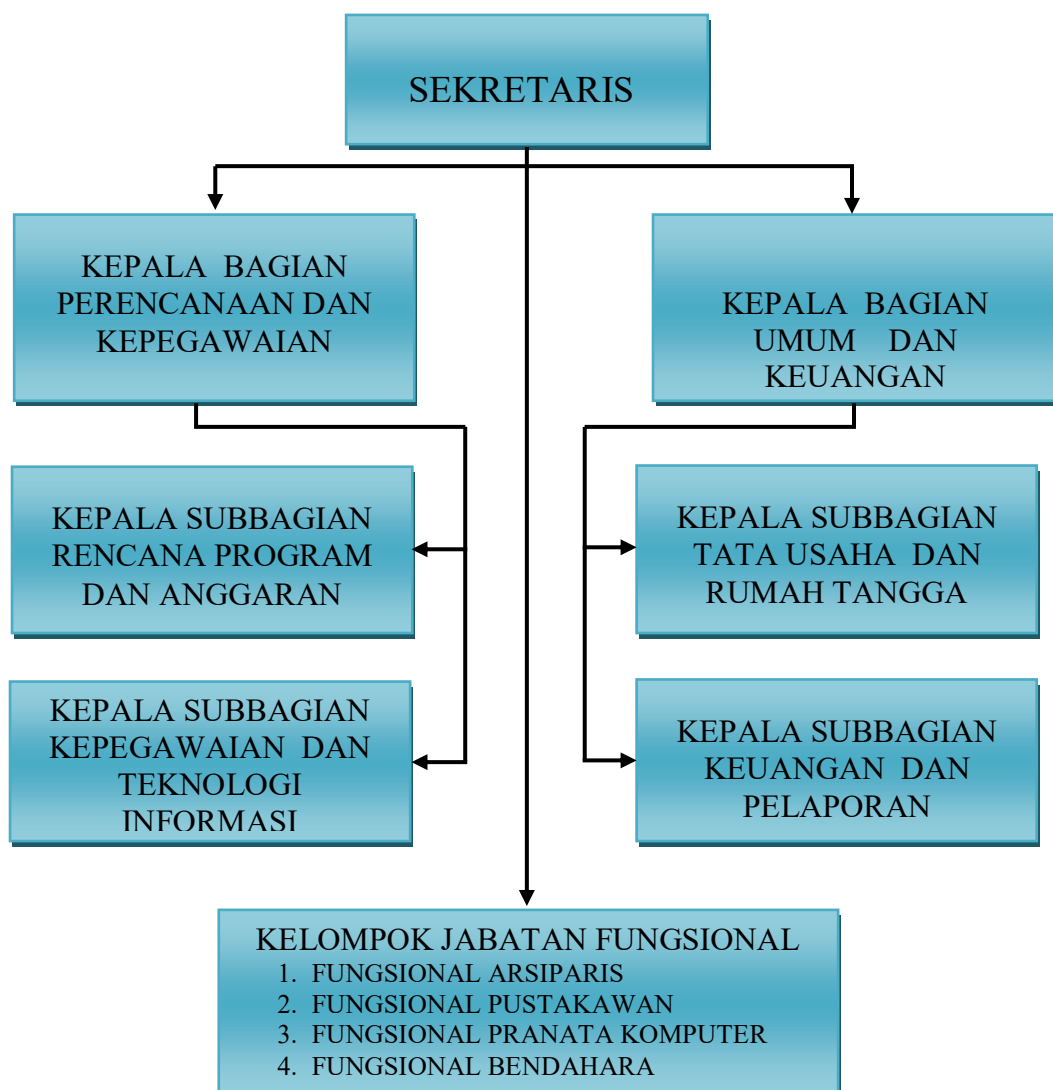 SEKRETARIS
KEPALA BAGIAN
PERENCANAAN DAN
KEPEGAWAIAN
KEPALA BAGIAN
UMUM DAN
KEUANGAN
KEPALA SUBBAGIAN
RENCANA PROGRAM
DAN ANGGARAN
KEPALA SUBBAGIAN
TATA USAHA DAN
RUMAH TANGGA
KEPALA SUBBAGIAN
KEPEGAWAIAN DAN
TEKNOLOGI
INFORMASI
KEPALA SUBBAGIAN
KEUANGAN DAN
PELAPORAN
KELOMPOK JABATAN FUNGSIONAL
1. FUNGSIONAL ARSIPARIS
2. FUNGSIONAL PUSTAKAWAN
3. FUNGSIONAL PRANATA KOMPUTER
4. FUNGSIONAL BENDAHARA